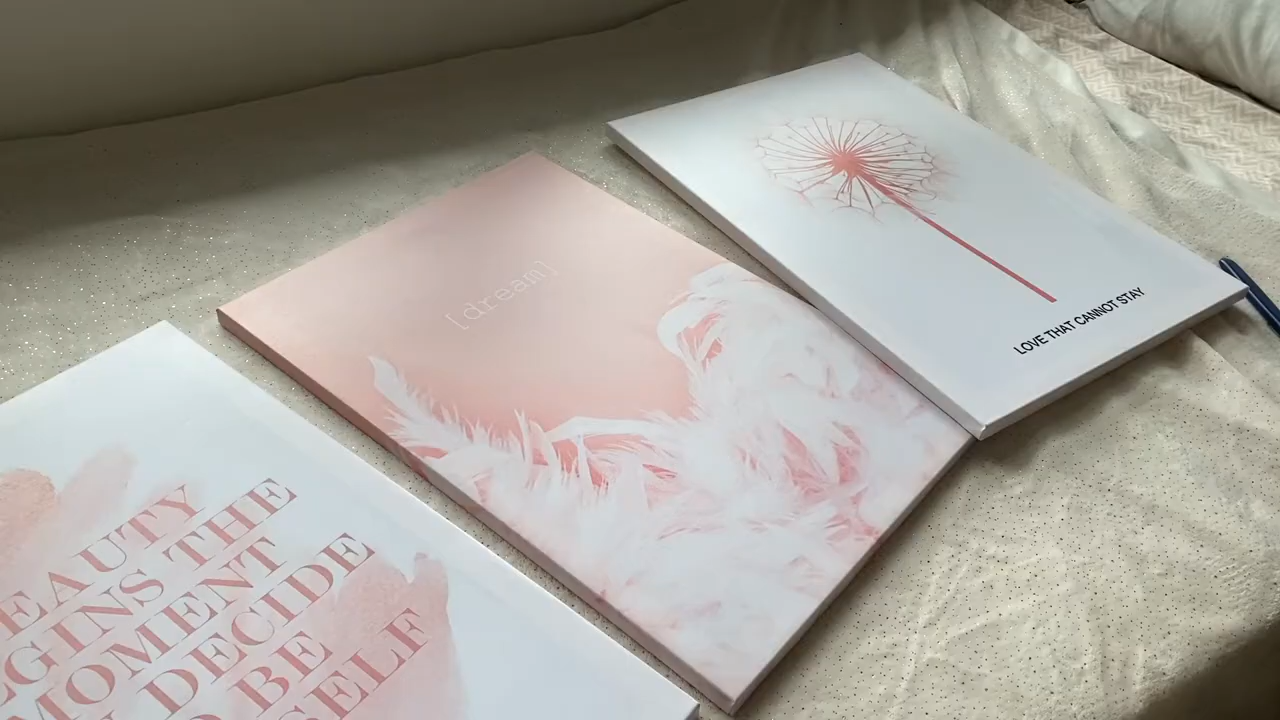 EAUTY
GINS THE
MOMENT
DECIDE
BE
SELF
[dream]
LOVE THAT CANNOT STAY